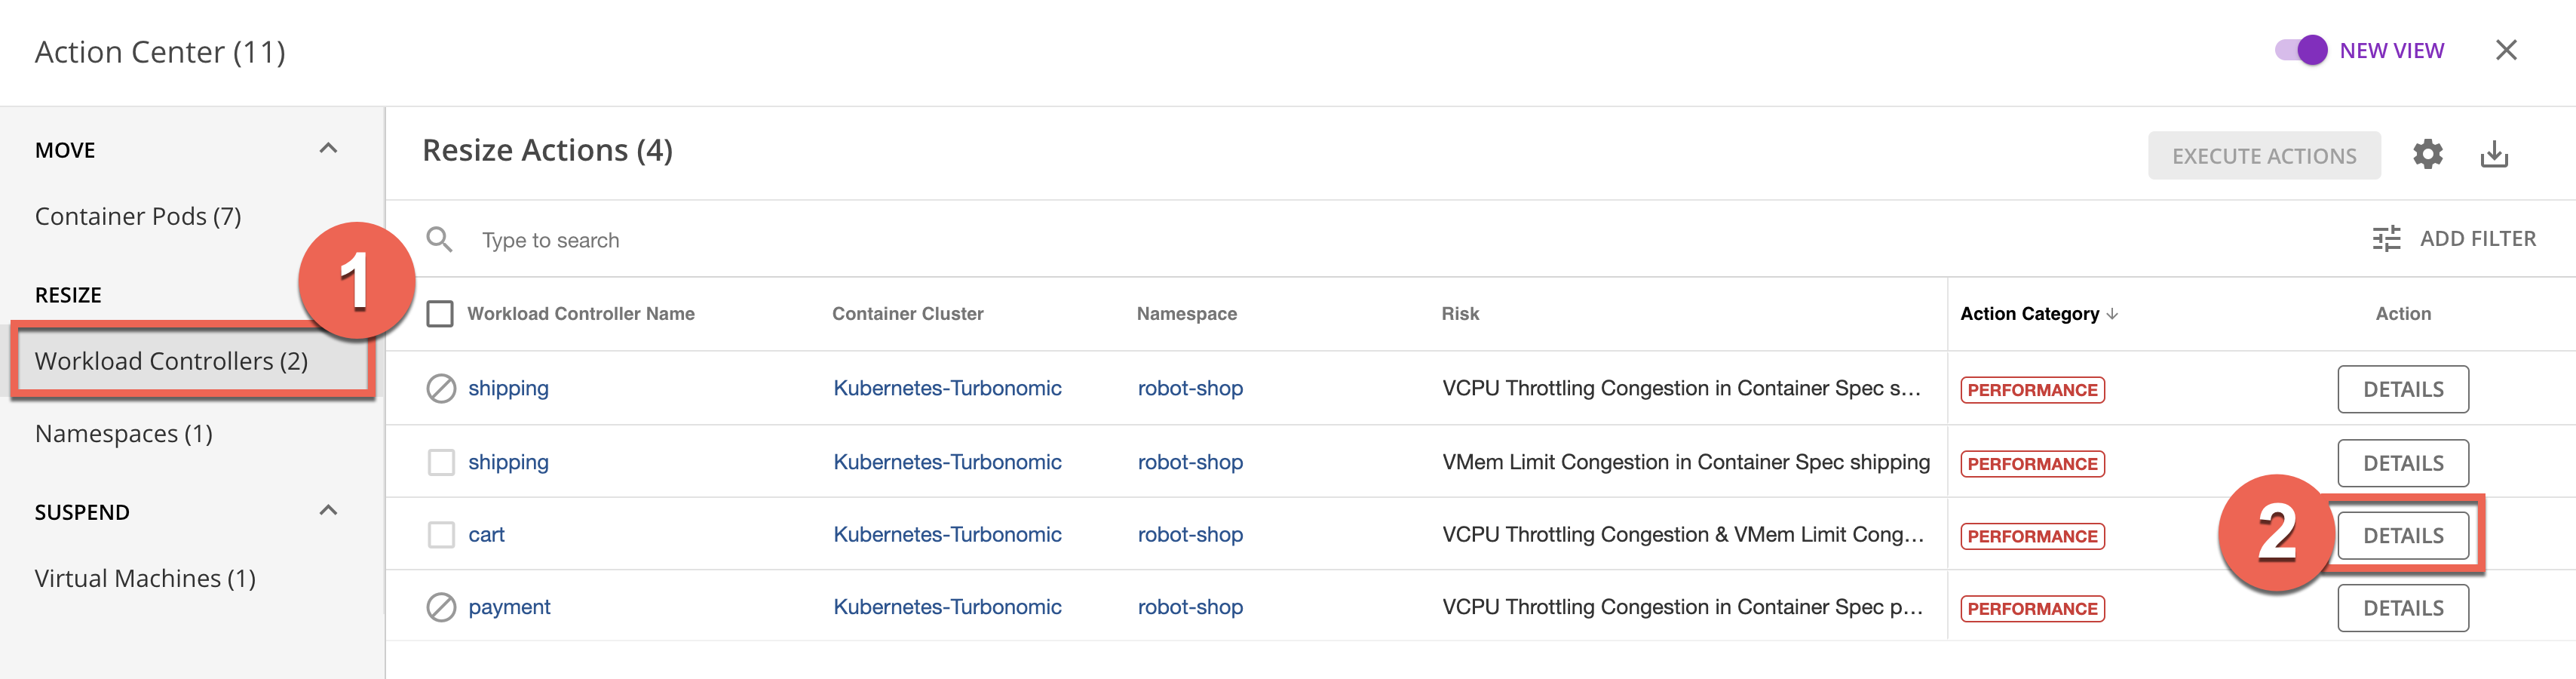 Action Center (11)
NEW VIEW
MOVE
Container Pods (7)
RESIZE
1
Workload Controllers (2)
Namespaces (1)
SUSPEND
Virtual Machines (1)
Resize Actions (4)
EXECUTE ACTIONS
Type to search
ADD FILTER
Workload Controller Name Container Cluster Namespace Risk Action Category Action
shipping Kubernetes-Turbonomic robot-shop VCPU Throttling Congestion in Container Spec s... PERFORMANCE DETAILS
shipping Kubernetes-Turbonomic robot-shop VMem Limit Congestion in Container Spec shipping PERFORMANCE DETAILS
cart Kubernetes-Turbonomic robot-shop VCPU Throttling Congestion & VMem Limit Cong... PERFORMANCE 2 DETAILS
payment Kubernetes-Turbonomic robot-shop VCPU Throttling Congestion in Container Spec p... PERFORMANCE DETAILS